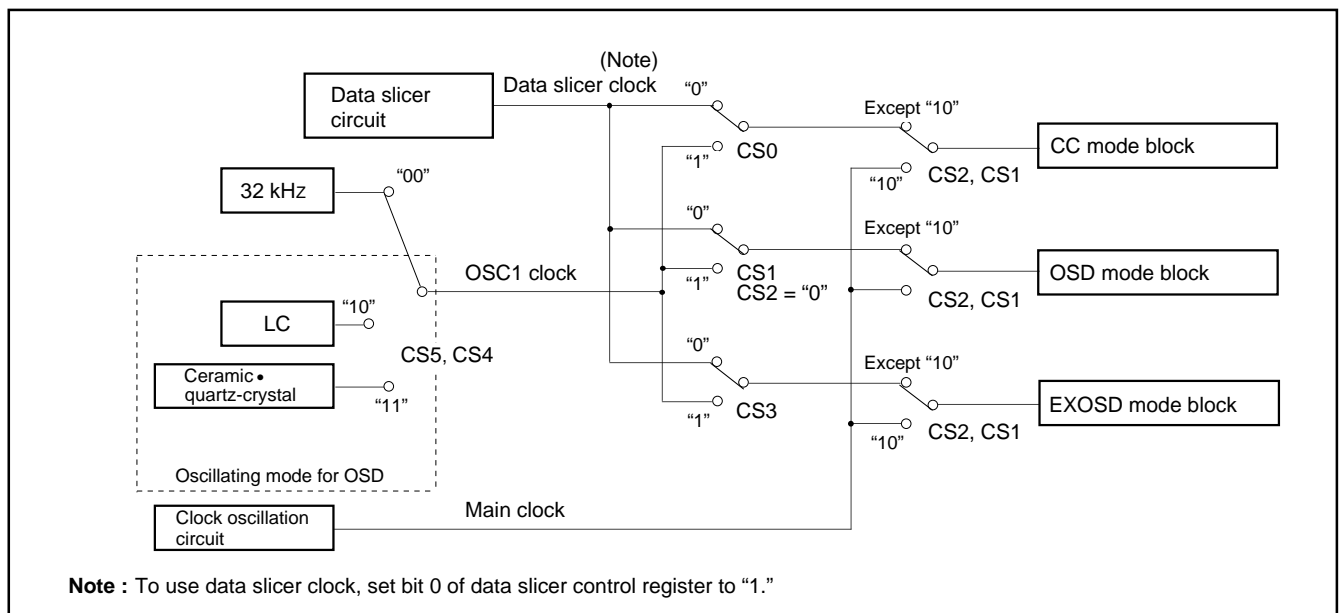 (Note)
Data slicer clock
Data slicer
circuit
“0”
Except “10”
CC mode block
“1”
CS0
“10”
CS2, CS1
32 kHz
“00”
“0”
Except “10”
OSD mode block
OSC1 clock
“1”
CS1
CS2 = “0”
CS2, CS1
LC
“10”
CS5, CS4
Ceramic •
quartz-crystal
“11”
“0”
Except “10”
EXOSD mode block
“1”
CS3
“10”
CS2, CS1
Oscillating mode for OSD
Clock oscillation
circuit
Main clock
Note : To use data slicer clock, set bit 0 of data slicer control register to “1.”